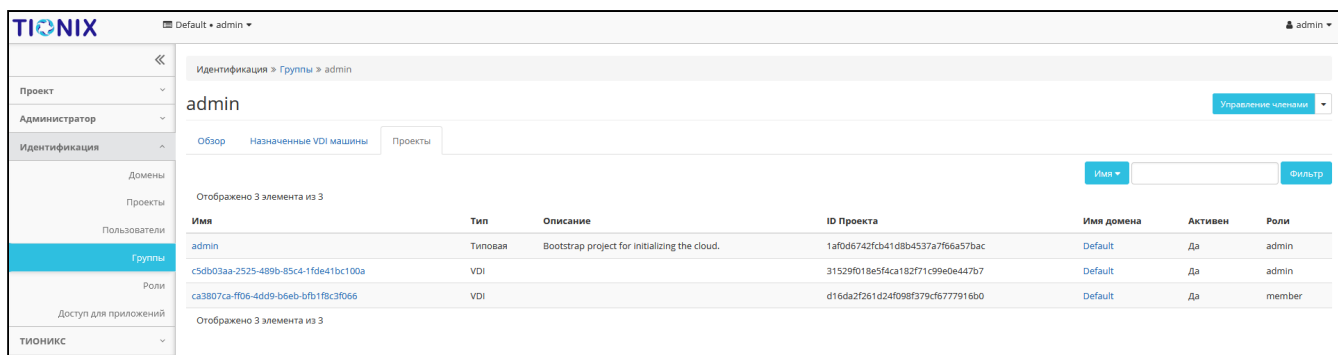 TIONIX
Default • admin
admin
Идентификация » Группы » admin
Проект
Администратор
Идентификация
Домены
Проекты
Пользователи
Группы
Роли
Доступ для приложений
ТИОНИКС
admin
Управление членами
Обзор Назначенные VDI машины Проекты
Имя Фильтр
Отображено 3 элемента из 3
Имя Тип Описание ID Проекта Имя домена Активен Роли
admin Типовая Bootstrap project for initializing the cloud. 1af0d6742fcb41d8b4537a7f66a57bac Default Да admin
c5db03aa-2525-489b-85c4-1fde41bc100a VDI 31529f018e5f4ca182f71c99e0e447b7 Default Да admin
ca3807ca-ff06-4dd9-b6eb-bfb1f8c3f066 VDI d16da2f261d24f098f379cf6777916b0 Default Да member
Отображено 3 элемента из 3